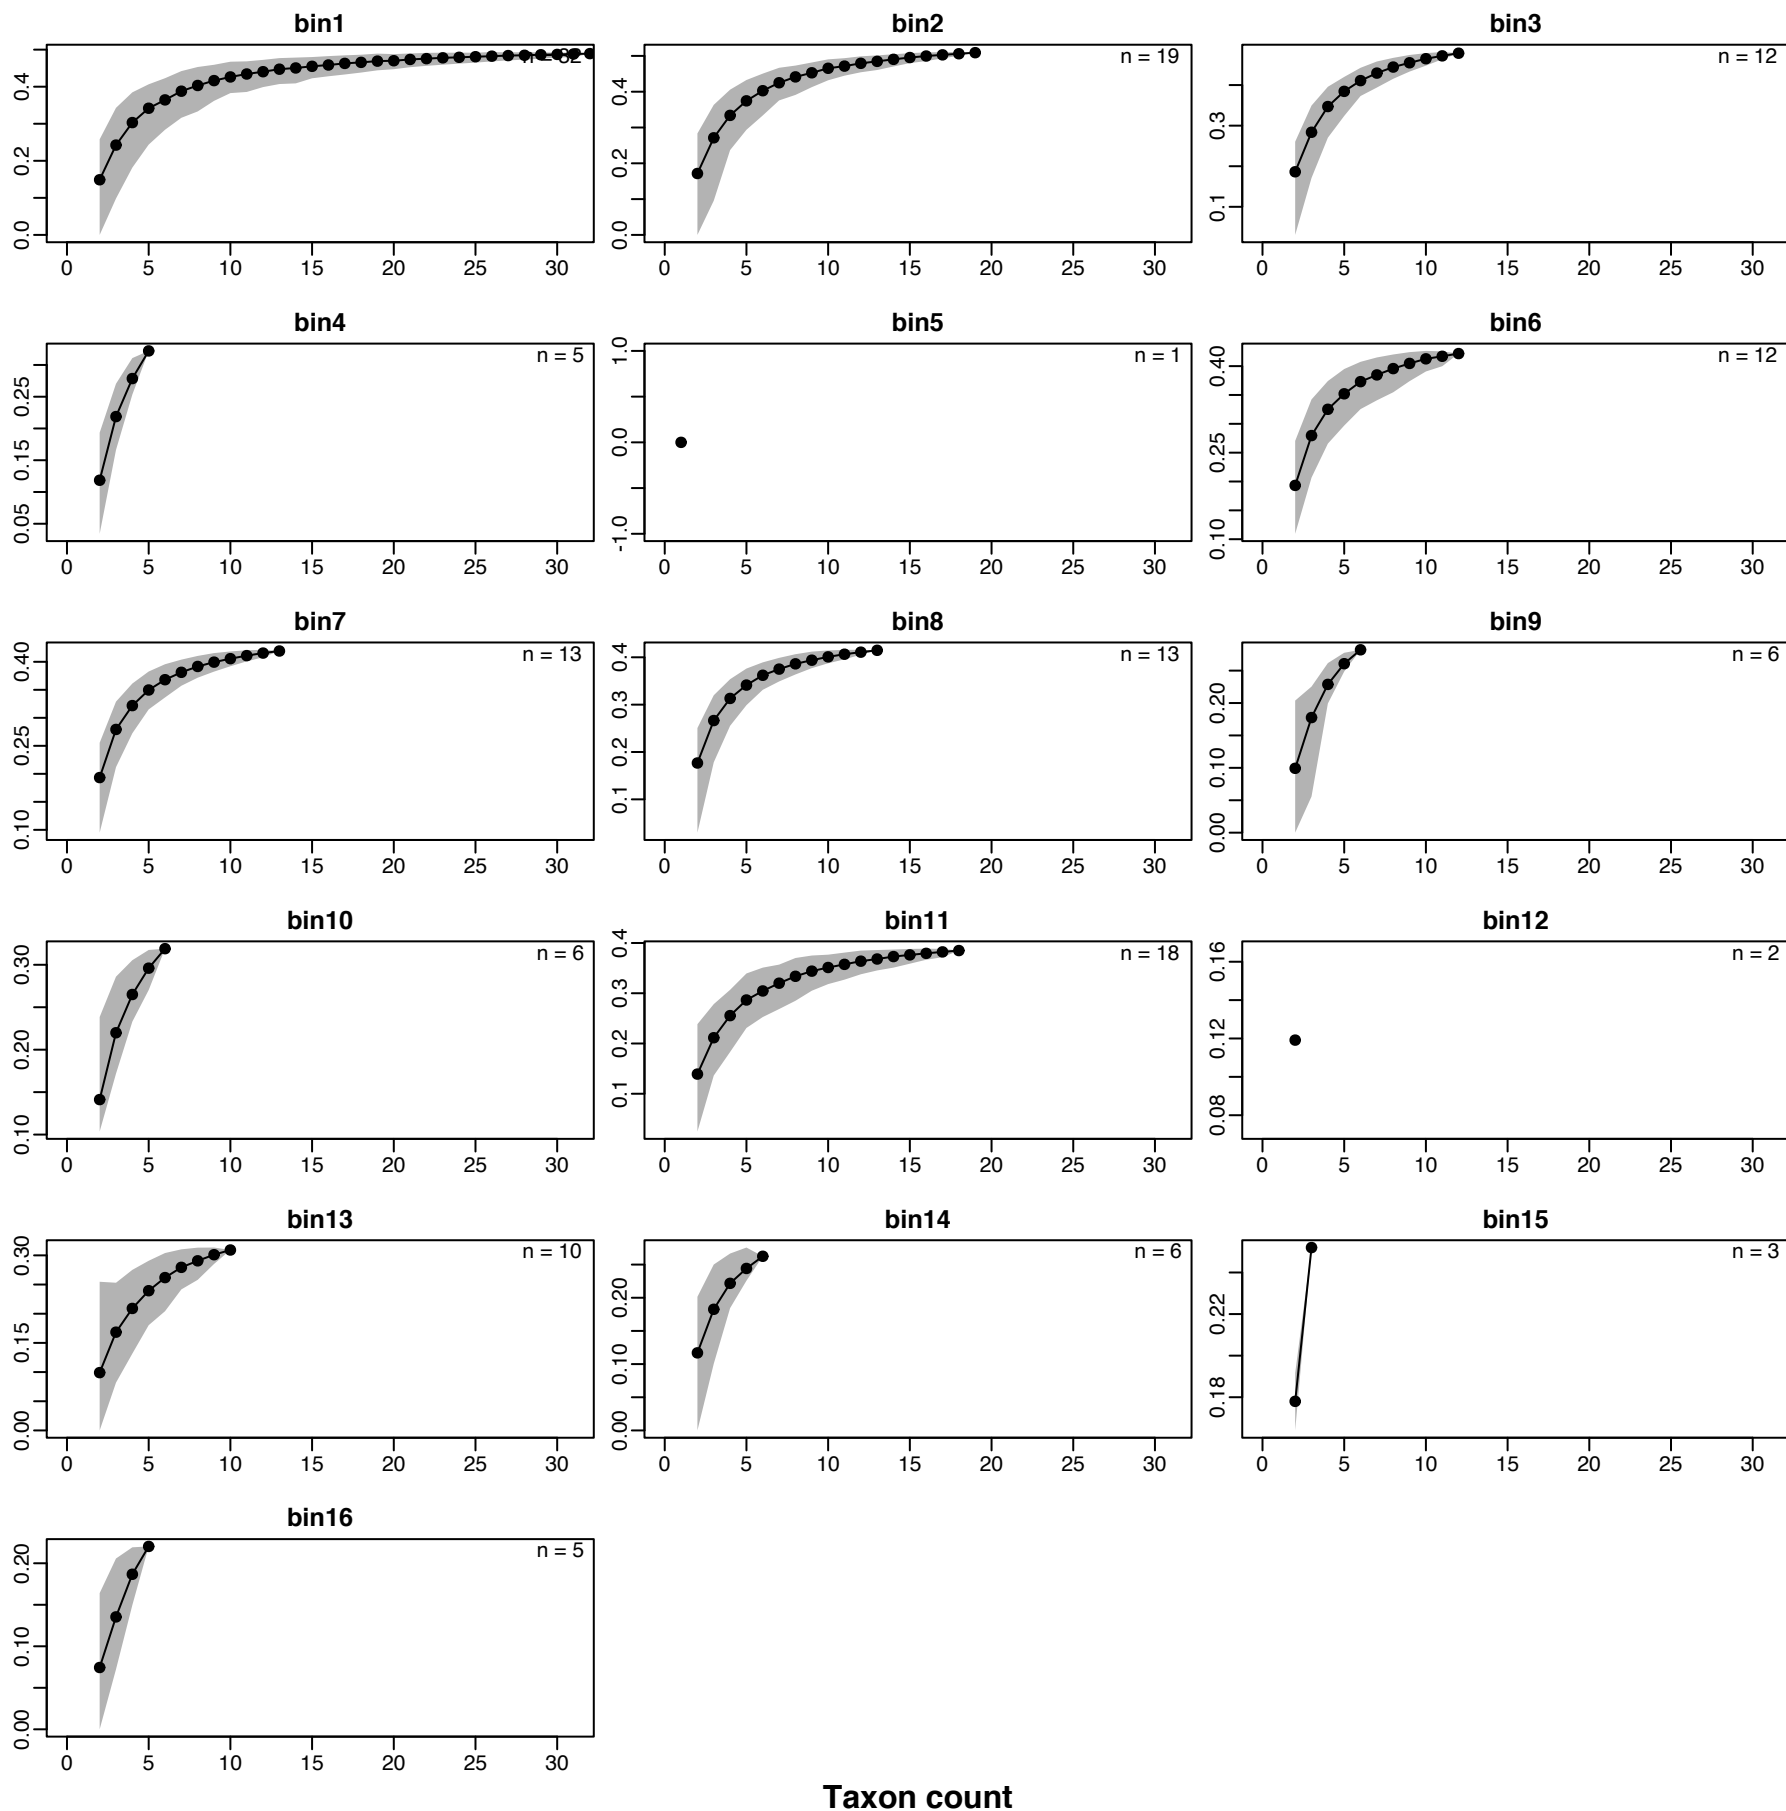 bin1 bin2 bin3
n = 32 n = 19 n = 12
0.0 0.2 0.4 0.0 0.2 0.4 0.1 0.3
0 5 10 15 20 25 30 0 5 10 15 20 25 30 0 5 10 15 20 25 30
bin4 bin5 bin6
n = 5 n = 1 n = 12
0.05 0.15 0.25 -1.0 0.0 1.0 0.10 0.25 0.40
0 5 10 15 20 25 30 0 5 10 15 20 25 30 0 5 10 15 20 25 30
bin7 bin8 bin9
n = 13 n = 13 n = 6
0.10 0.25 0.40 0.1 0.2 0.3 0.4 0.00 0.10 0.20
0 5 10 15 20 25 30 0 5 10 15 20 25 30 0 5 10 15 20 25 30
bin10 bin11 bin12
n = 6 n = 18 n = 2
0.10 0.20 0.30 0.1 0.2 0.3 0.4 0.08 0.12 0.16
0 5 10 15 20 25 30 0 5 10 15 20 25 30 0 5 10 15 20 25 30
bin13 bin14 bin15
n = 10 n = 6 n = 3
0.00 0.15 0.30 0.00 0.10 0.20 0.18 0.22
0 5 10 15 20 25 30 0 5 10 15 20 25 30 0 5 10 15 20 25 30
bin16
n = 5
0.00 0.10 0.20
0 5 10 15 20 25 30
Taxon count